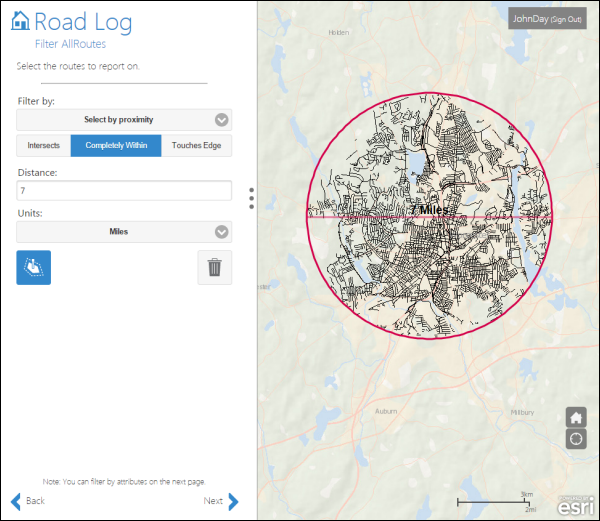 Road Log
Filter AllRoutes
Select the routes to report on.
Filter by:
Select by proximity
Intersects
Completely Within
Touches Edge
Distance:
7
Units:
Miles
Note: You can filter by attributes on the next page.
Back
Next
JohnDay (Sign Out)
Holden
7 Miles
Auburn
Millbury
3km
2mi
POWERED BY
esri